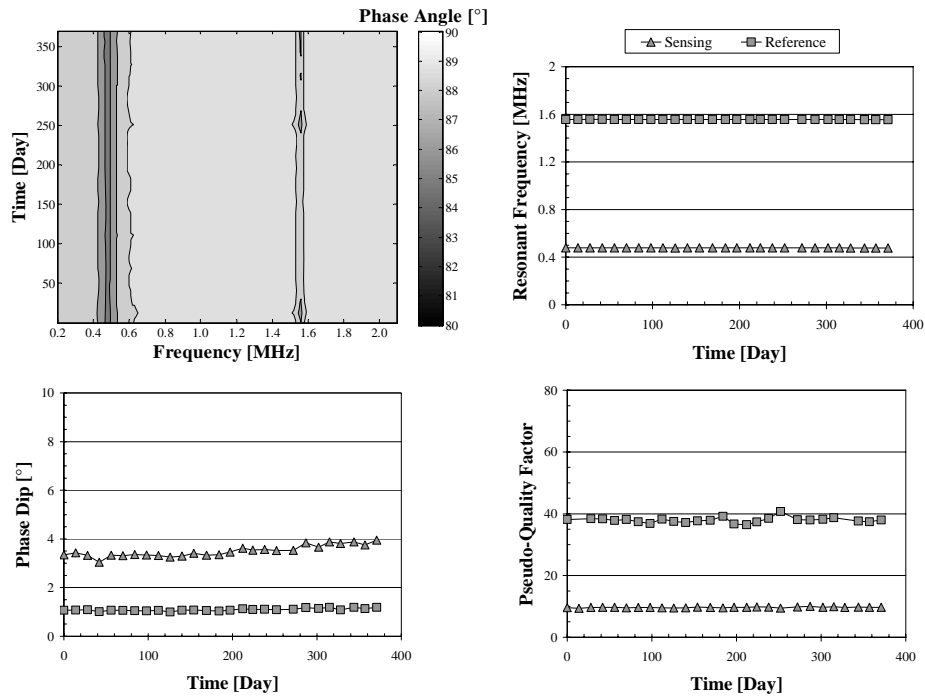 Phase Angle [°]
350
300
250
200
150
100
50
Time [Day]
0.2 0.4 0.6 0.8 1.0 1.2 1.4 1.6 1.8 2.0
Frequency [MHz]
90
89
88
87
86
85
84
83
82
81
80
Sensing Reference
2
1.6
1.2
0.8
0.4
0
Resonant Frequency [MHz]
0 100 200 300 400
Time [Day]
10
8
6
4
2
0
Phase Dip [°]
0 100 200 300 400
Time [Day]
80
60
40
20
0
Pseudo-Quality Factor
0 100 200 300 400
Time [Day]